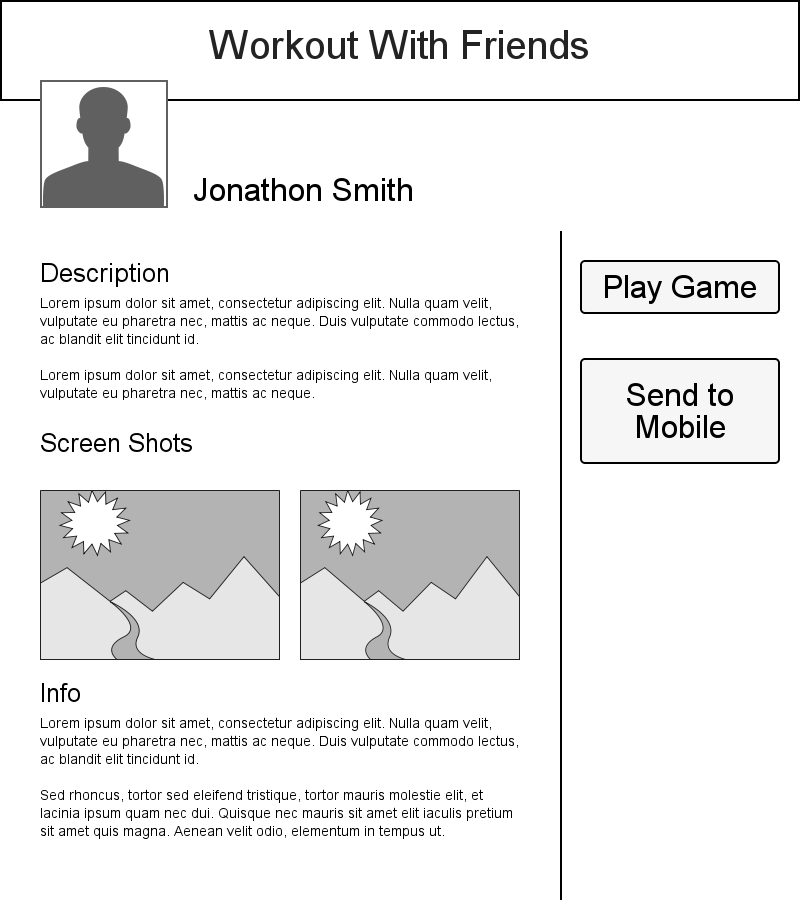 Workout With Friends
Jonathon Smith
Description
Lorem ipsum dolor sit amet, consectetur adipiscing elit. Nulla quam velit,
vulputate eu pharetra nec, mattis ac neque. Duis vulputate commodo lectus,
ac blandit elit tincidunt id.
Lorem ipsum dolor sit amet, consectetur adipiscing elit. Nulla quam velit,
vulputate eu pharetra nec, mattis ac neque.
Screen Shots
Info
Lorem ipsum dolor sit amet, consectetur adipiscing elit. Nulla quam velit,
vulputate eu pharetra nec, mattis ac neque. Duis vulputate commodo lectus,
ac blandit elit tincidunt id.
Sed rhoncus, tortor sed eleifend tristique, tortor mauris molestie elit, et
lacinia ipsum quam nec dui. Quisque nec mauris sit amet elit iaculis pretium
sit amet quis magna. Aenean velit odio, elementum in tempus ut.
Play Game
Send to
Mobile